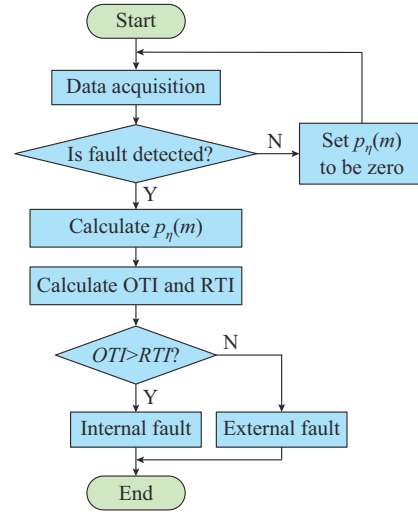 Start
Data acquisition
Is fault detected?
N
Set pη(m)
to be zero
Y
Calculate pη(m)
Calculate OTI and RTI
OTI>RTI?
N
Y
Internal fault
External fault
End